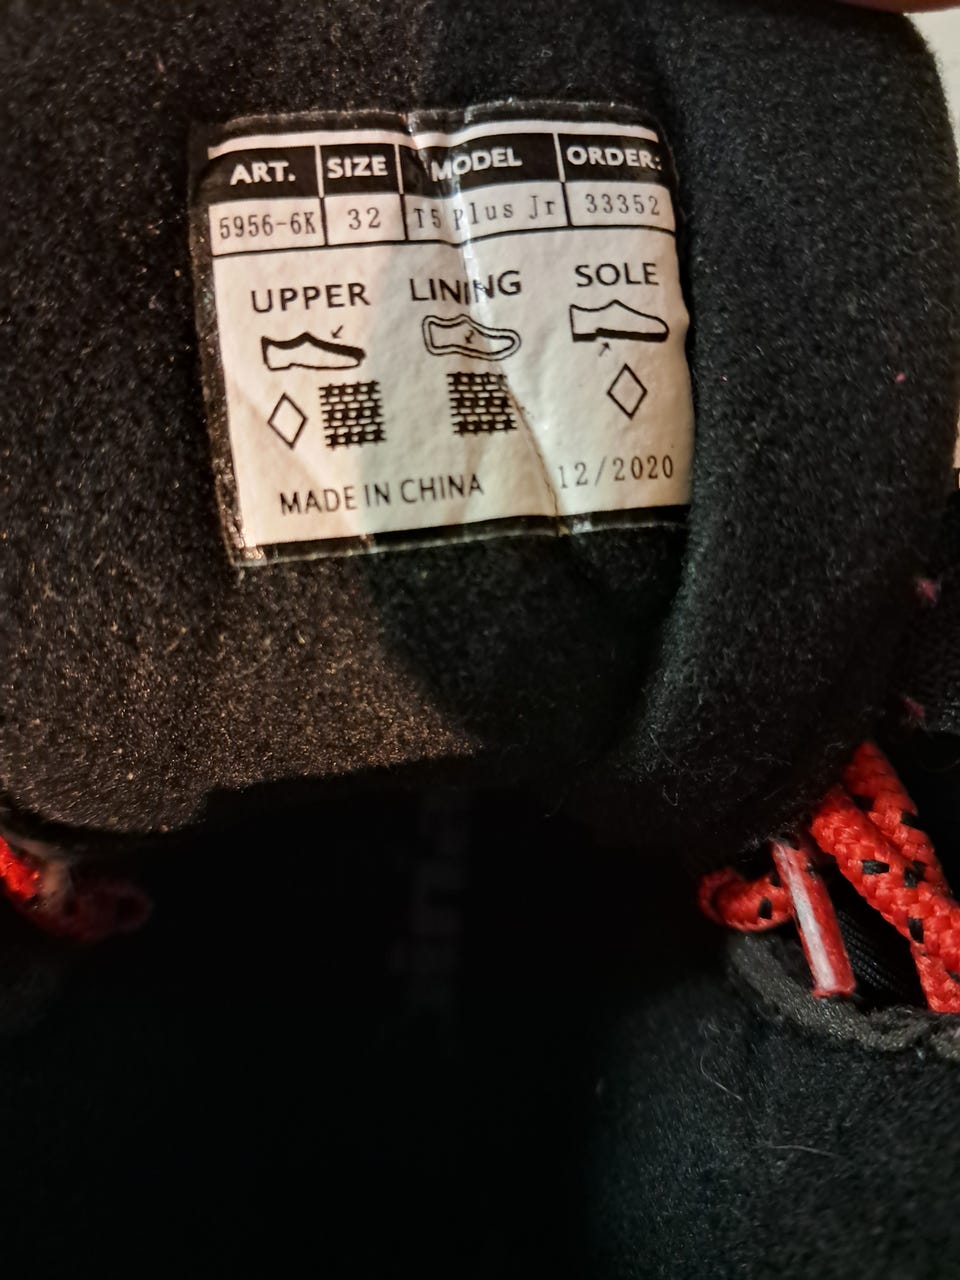 ART. SIZE MODEL ORDER:
5956-6K 32 T5 Plus Jr 33352
UPPER LINING SOLE
MADE IN CHINA 12/2020